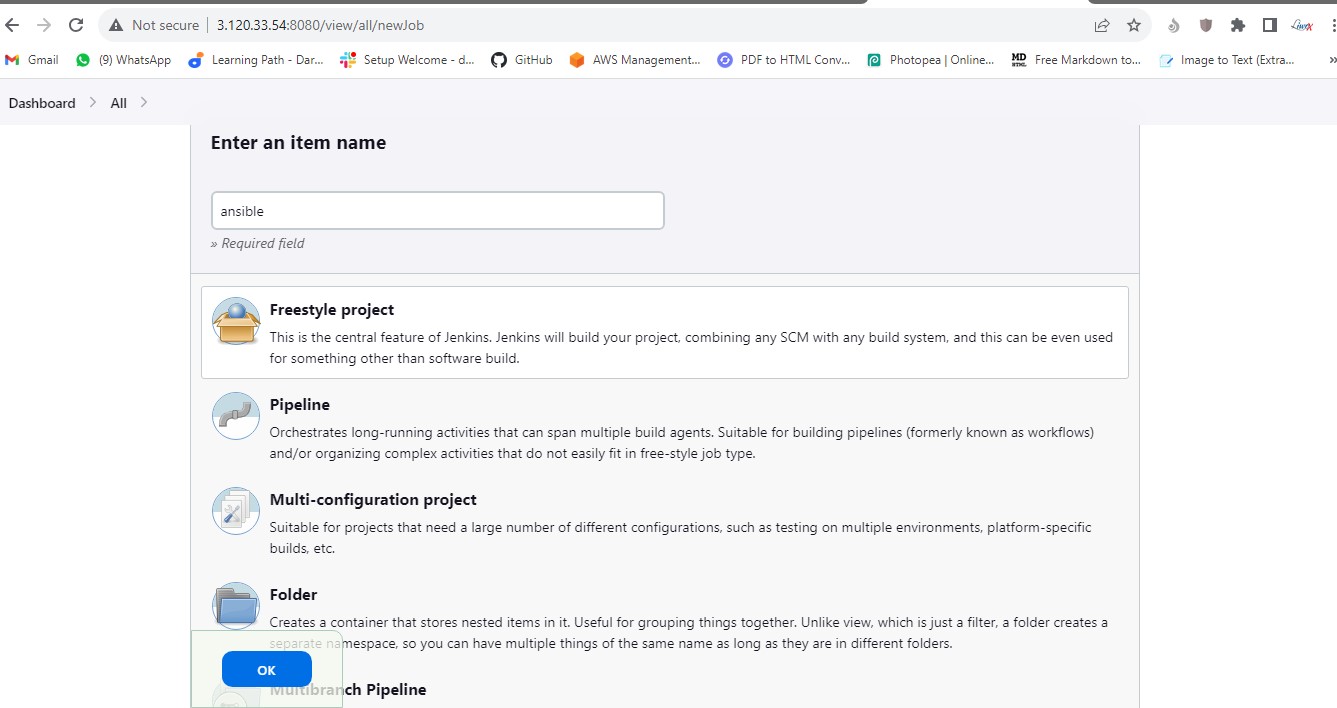 Not secure 3.120.33.54:8080/view/all/newJob
Gmail (9) WhatsApp Learning Path - Dar... Setup Welcome - d... GitHub AWS Management... PDF to HTML Conv... Photopea | Online... MD Free Markdown to... Image to Text (Extra... »
Dashboard All
Enter an item name
ansible
» Required field
Freestyle project
This is the central feature of Jenkins. Jenkins will build your project, combining any SCM with any build system, and this can be even used
for something other than software build.
Pipeline
Orchestrates long-running activities that can span multiple build agents. Suitable for building pipelines (formerly known as workflows)
and/or organizing complex activities that do not easily fit in free-style job type.
Multi-configuration project
Suitable for projects that need a large number of different configurations, such as testing on multiple environments, platform-specific
builds, etc.
Folder
Creates a container that stores nested items in it. Useful for grouping things together. Unlike view, which is just a filter, a folder creates a
separate namespace, so you can have multiple things of the same name as long as they are in different folders.
OK
Multibranch Pipeline